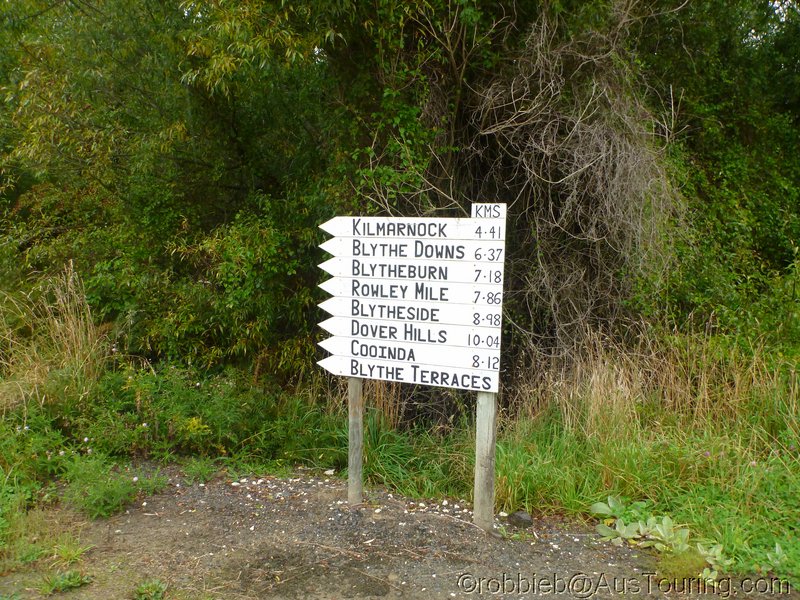 KMS
KILMARNOCK 4.41
BLYTHE DOWNS 6.37
BLYTHEBURN 7.18
ROWLEY MILE 7.86
BLYTHESIDE 8.98
DOVER HILLS 10.04
COOINDA 8.12
BLYTHE TERRACES
©robbieb@AusTouring.com